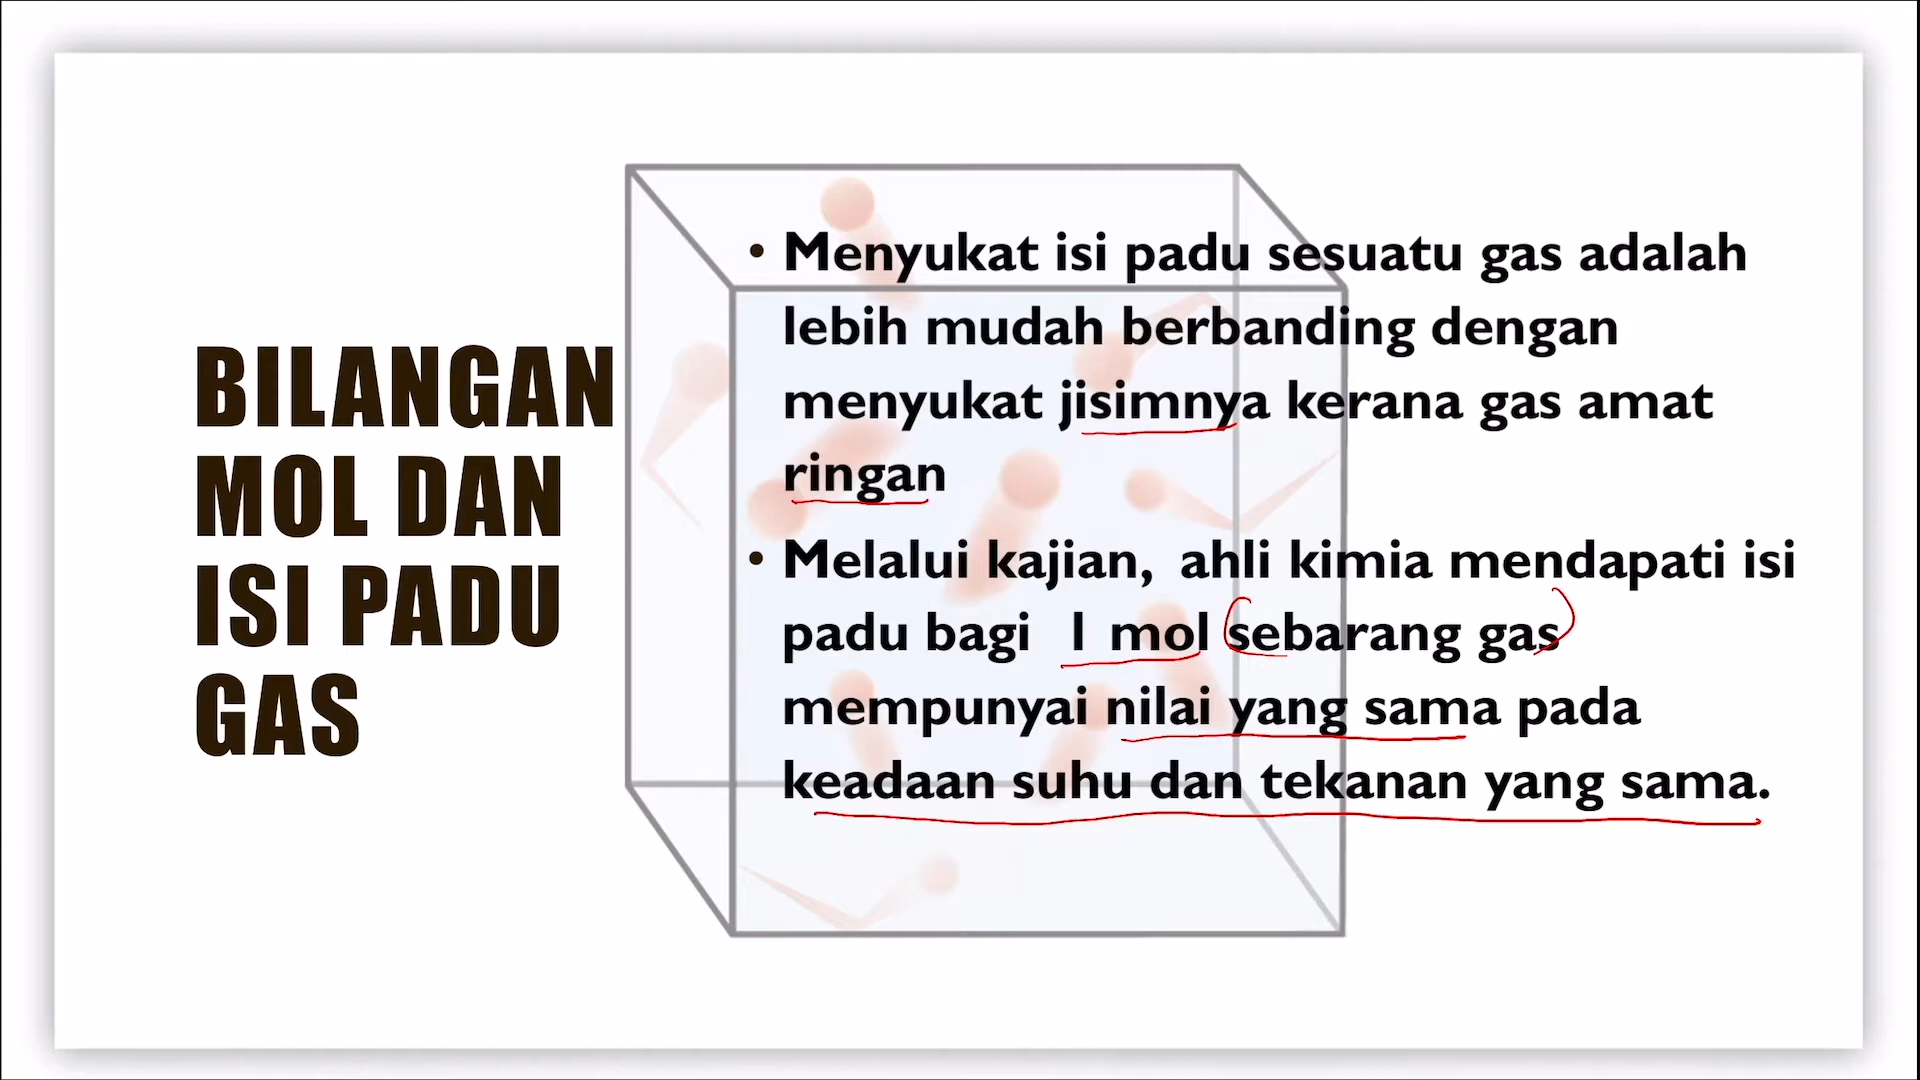 BILANGAN
MOL DAN
ISI PADU
GAS
• Menyukat isi padu sesuatu gas adalah
lebih mudah berbanding dengan
menyukat jisimnya kerana gas amat
ringan
• Melalui kajian, ahli kimia mendapati isi
padu bagi 1 mol sebarang gas
mempunyai nilai yang sama pada
keadaan suhu dan tekanan yang sama.